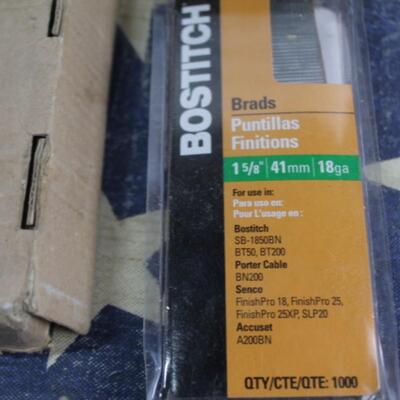 BOSTITCH
Brads
Puntillas
Finitions
1 5/8" 41mm 18ga
For use in:
Para uso en:
Pour L'usage en :
Bostitch
SB-1850BN
BT50, BT200
Porter Cable
BN200
Senco
FinishPro 18, FinishPro 25,
FinishPro 25XP, SLP20
Accuset
A200BN
QTY/CTE/QTE: 1000